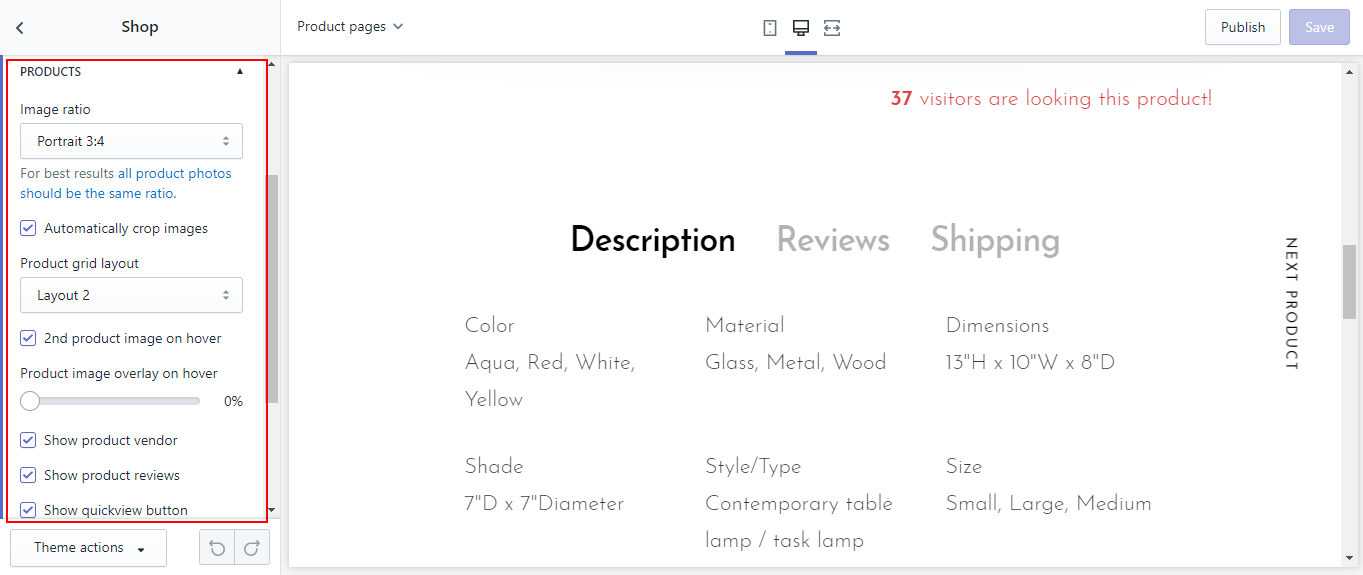 Shop
Product pages
Publish
Save
PRODUCTS
Image ratio
Portrait 3:4
For best results all product photos
should be the same ratio.
Automatically crop images
Product grid layout
Layout 2
2nd product image on hover
Product image overlay on hover
0%
Show product vendor
Show product reviews
Show quickview button
Theme actions
37 visitors are looking this product!
Description Reviews Shipping
Color
Aqua, Red, White,
Yellow
Material
Glass, Metal, Wood
Dimensions
13"H x 10"W x 8"D
Shade
7"D x 7"Diameter
Style/Type
Contemporary table
lamp / task lamp
Size
Small, Large, Medium
NEXT PRODUCT